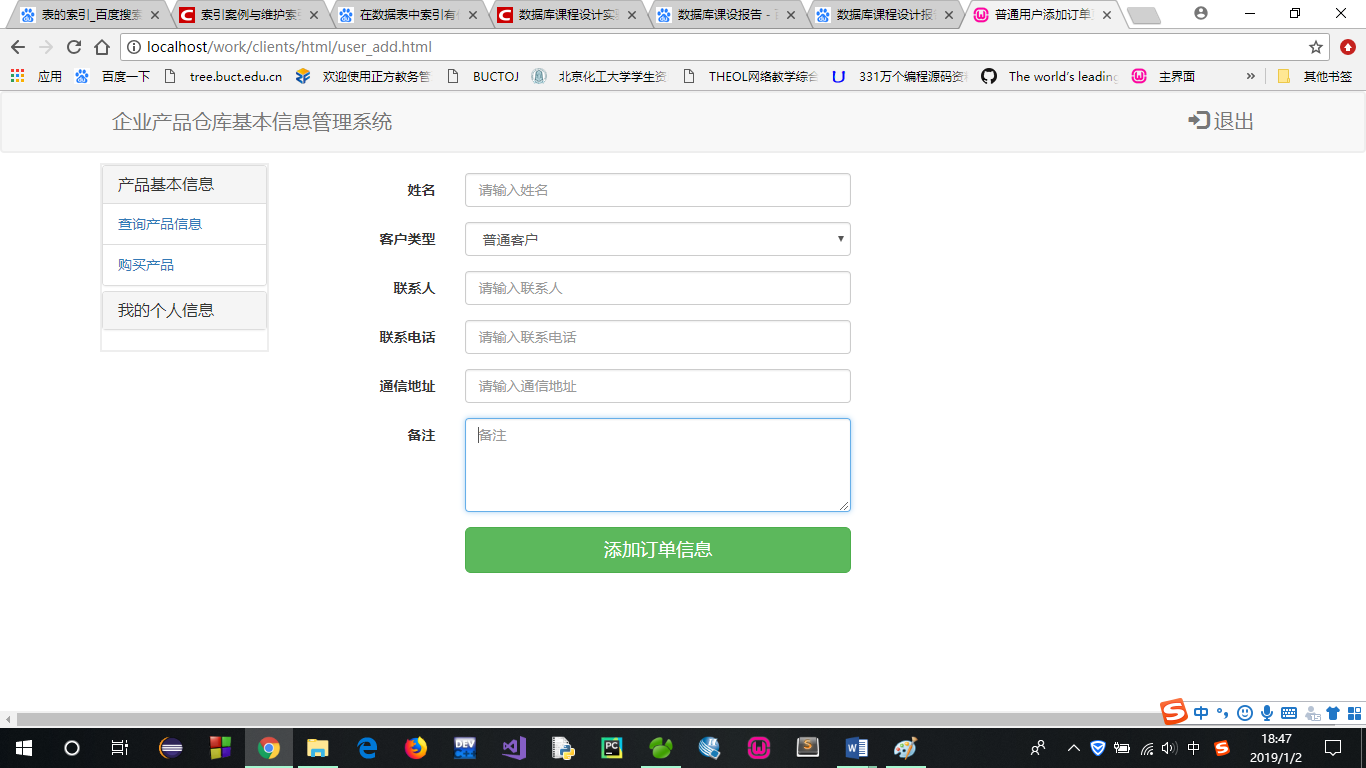 表的索引_百度搜索
索引案例与维护索引
在数据表中索引有什
数据库课程设计实
数据库课设报告 - 百
数据库课程设计报
普通用户添加订单
localhost/work/clients/html/user_add.html
应用
百度一下
tree.buct.edu.cn
欢迎使用正方教务管
BUCTOJ
北京化工大学学生资
THEOL网络教学综合
331万个编程源码资
The world's leading
主界面
»
其他书签
企业产品仓库基本信息管理系统
退出
产品基本信息
查询产品信息
购买产品
我的个人信息
姓名
请输入姓名
客户类型
普通客户
联系人
请输入联系人
联系电话
请输入联系电话
通信地址
请输入通信地址
备注
备注
添加订单信息
中
DEV
PC
中
18:47
2019/1/2